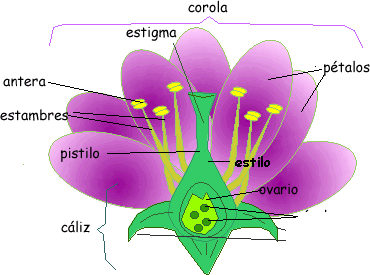 corola
estigma
pétalos
antera
estambres
pistilo
estilo
ovario
cáliz